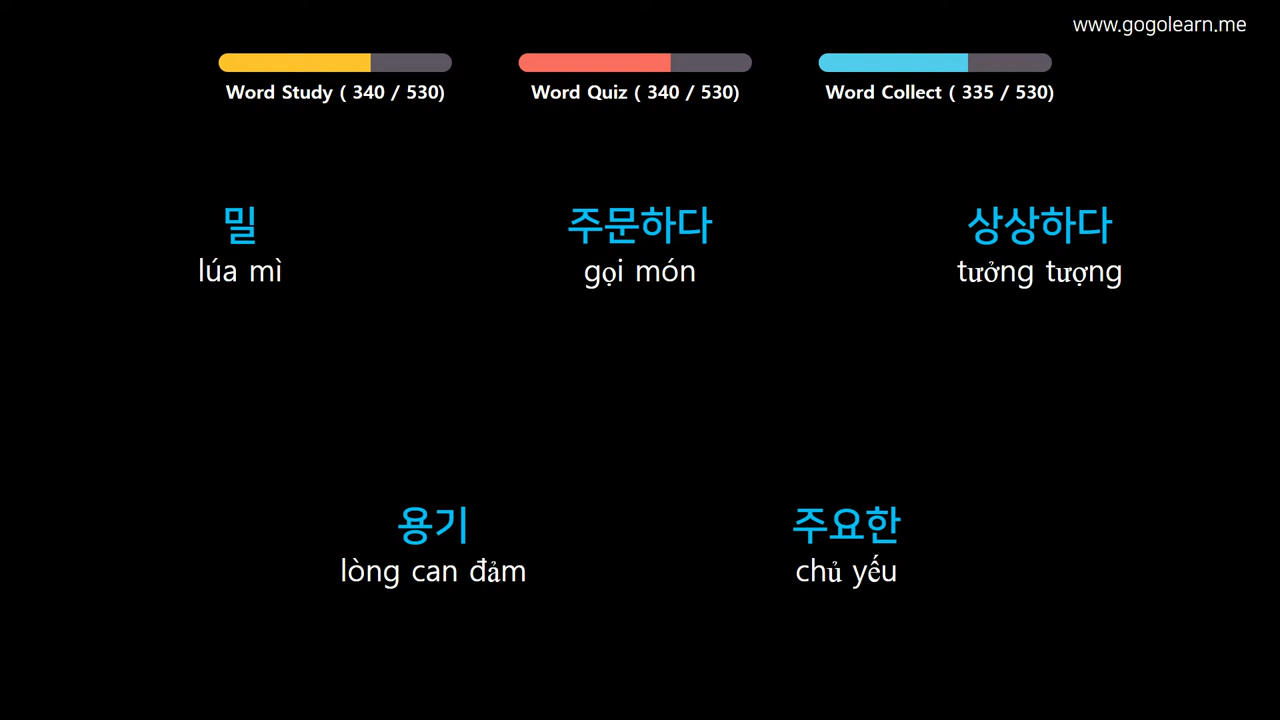 www.gogolearn.me
Word Study ( 340 / 530)
Word Quiz ( 340 / 530)
Word Collect ( 335 / 530)
밀
lúa mì
주문하다
gọi món
상상하다
tưởng tượng
용기
lòng can đảm
주요한
chủ yếu